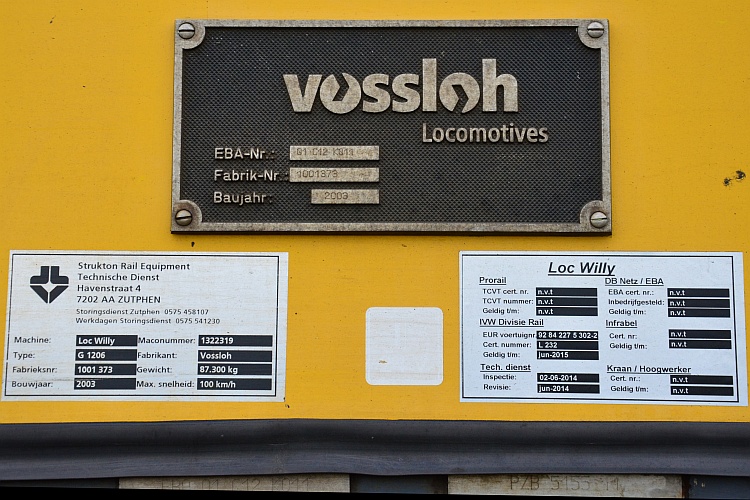 vossloh
Locomotives
EBA-Nr.: 01 C12 K011
Fabrik-Nr.: 1001373
Baujahr: 2003
Strukton Rail Equipment
Technische Dienst
Havenstraat 4
7202 AA ZUTPHEN
Storingsdienst Zutphen 0575 458107
Werkdagen Storingsdienst 0575 541230
Machine: Loc Willy Maconummer: 1322319
Type: G 1206 Fabrikant: Vossloh
Fabrieksnr: 1001 373 Gewicht: 87.300 kg
Bouwjaar: 2003 Max. snelheid: 100 km/h
Loc Willy
Prorail
TCVT cert. nr. n.v.t
TCVT nummer: n.v.t
Geldig t/m: n.v.t
IVW Divisie Rail
EUR voertuignr 92 84 227 5 302-2
Cert. nummer: L 232
Geldig t/m: jun-2015
Tech. dienst
Inspectie: 02-06-2014
Revisie: jun-2014
DB Netz / EBA
EBA cert. nr.: n.v.t
Inbedrijfgesteld: n.v.t
Geldig t/m: n.v.t
Infrabel
Cert. nr.: n.v.t
Geldig t/m: n.v.t
Kraan / Hoogwerker
Cert. nr.: n.v.t
Geldig t/m: n.v.t